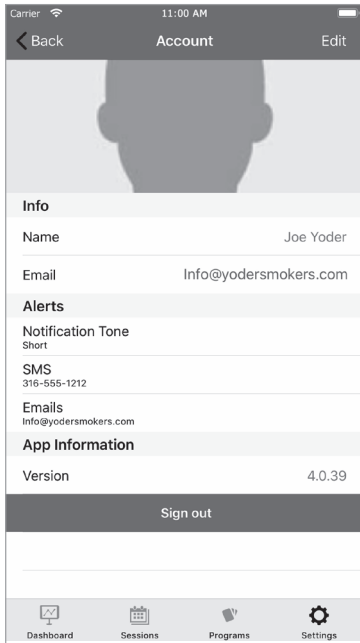 Carrier 11:00 AM
Back Account Edit
Info
Name Joe Yoder
Email Info@yodersmokers.com
Alerts
Notification Tone
Short
SMS
316-555-1212
Emails
Info@yodersmokers.com
App Information
Version 4.0.39
Sign out
Dashboard Sessions Programs Settings